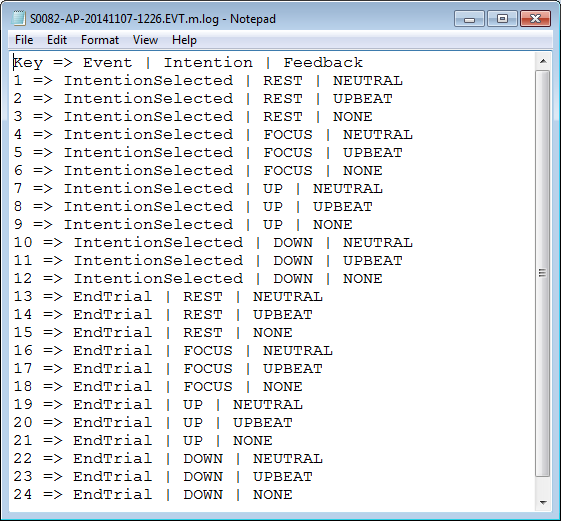 S0082-AP-20141107-1226.EVT.m.log - Notepad
File Edit Format View Help
Key => Event | Intention | Feedback
1 => IntentionSelected | REST | NEUTRAL
2 => IntentionSelected | REST | UPBEAT
3 => IntentionSelected | REST | NONE
4 => IntentionSelected | FOCUS | NEUTRAL
5 => IntentionSelected | FOCUS | UPBEAT
6 => IntentionSelected | FOCUS | NONE
7 => IntentionSelected | UP | NEUTRAL
8 => IntentionSelected | UP | UPBEAT
9 => IntentionSelected | UP | NONE
10 => IntentionSelected | DOWN | NEUTRAL
11 => IntentionSelected | DOWN | UPBEAT
12 => IntentionSelected | DOWN | NONE
13 => EndTrial | REST | NEUTRAL
14 => EndTrial | REST | UPBEAT
15 => EndTrial | REST | NONE
16 => EndTrial | FOCUS | NEUTRAL
17 => EndTrial | FOCUS | UPBEAT
18 => EndTrial | FOCUS | NONE
19 => EndTrial | UP | NEUTRAL
20 => EndTrial | UP | UPBEAT
21 => EndTrial | UP | NONE
22 => EndTrial | DOWN | NEUTRAL
23 => EndTrial | DOWN | UPBEAT
24 => EndTrial | DOWN | NONE